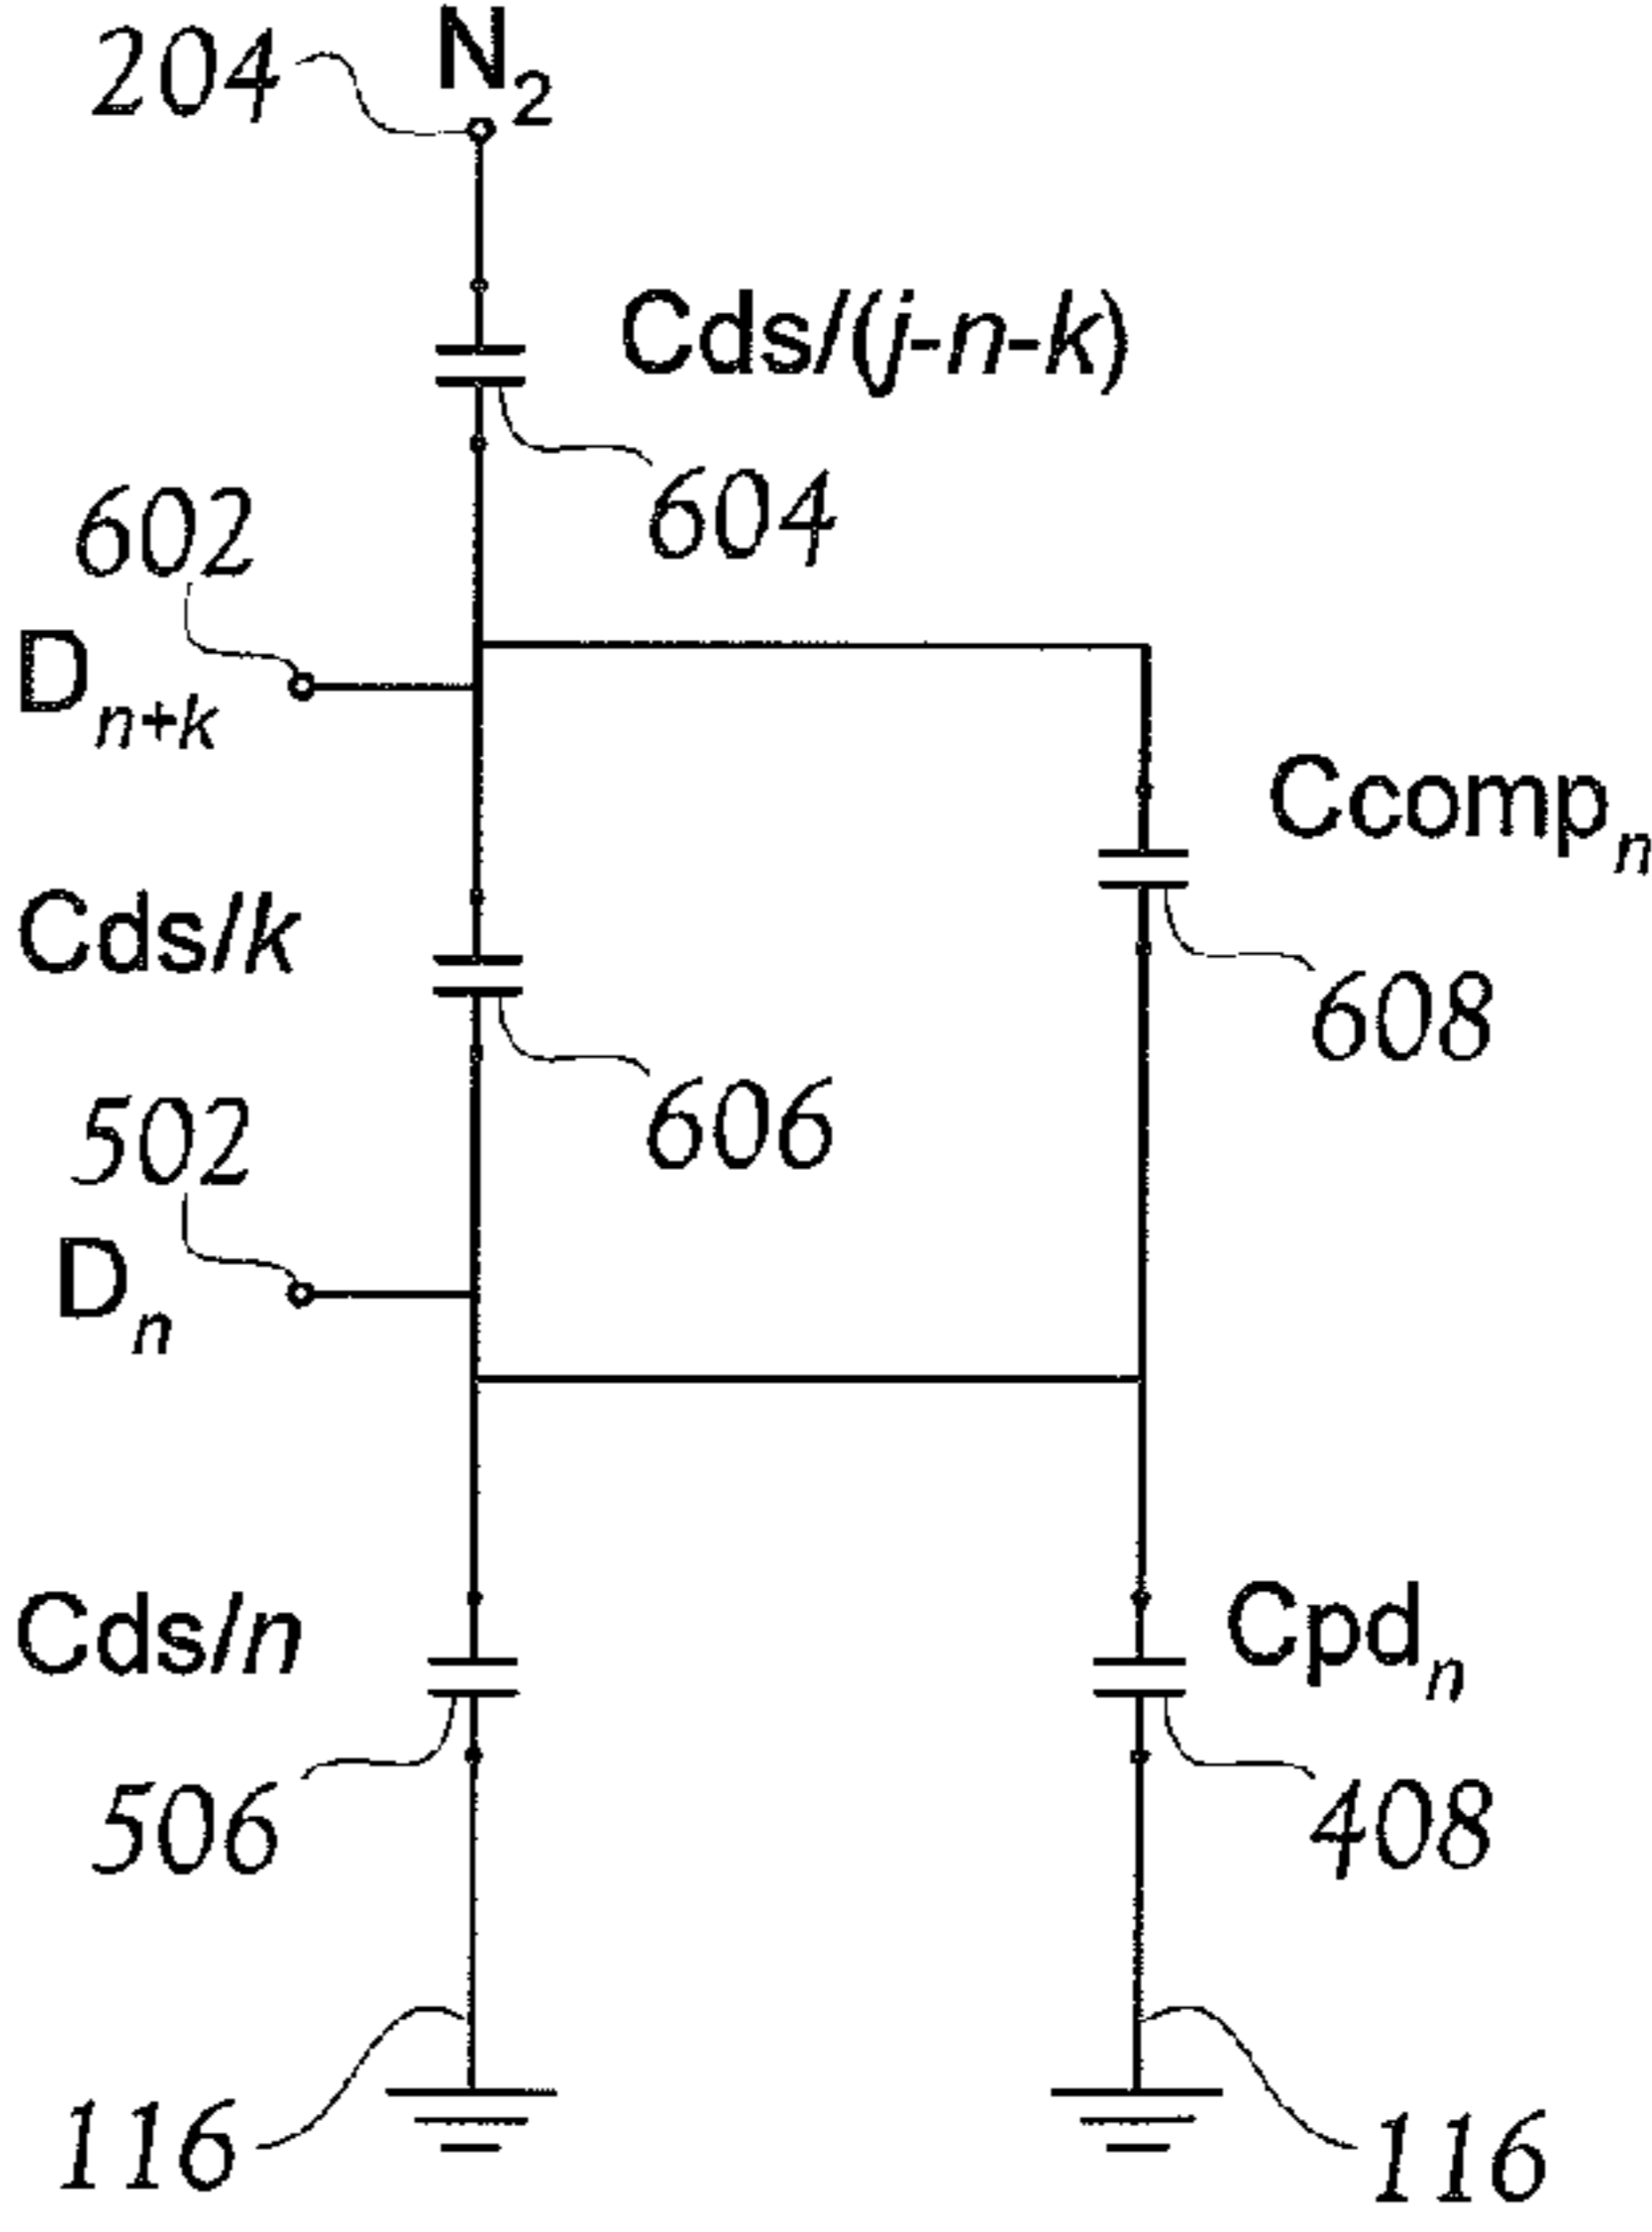 204
N2
Cds/(j-n-k)
604
602
Dn+k
Ccompn
Cds/k
608
606
502
Dn
Cds/n
Cpdn
506
408
116
116